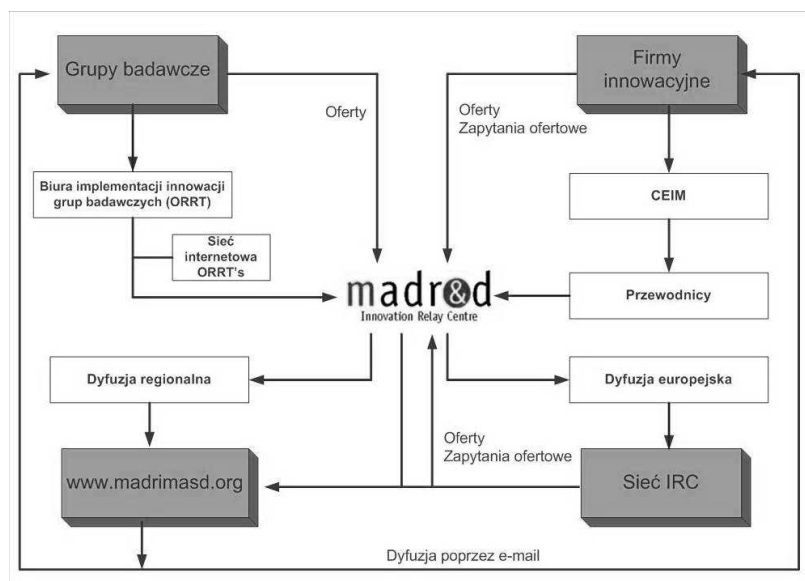 Grupy badawcze
Firmy
innowacyjne
Oferty
Oferty
Zapytania ofertowe
Biura implementacji innowacji
grup badawczych (ORRT)
CEIM
Sieć
internetowa
ORRT's
madr&d
Innovation Relay Centre
Przewodnicy
Dyfuzja regionalna
Dyfuzja europejska
Oferty
Zapytania ofertowe
www.madrimasd.org
Sieć IRC
Dyfuzja poprzez e-mail